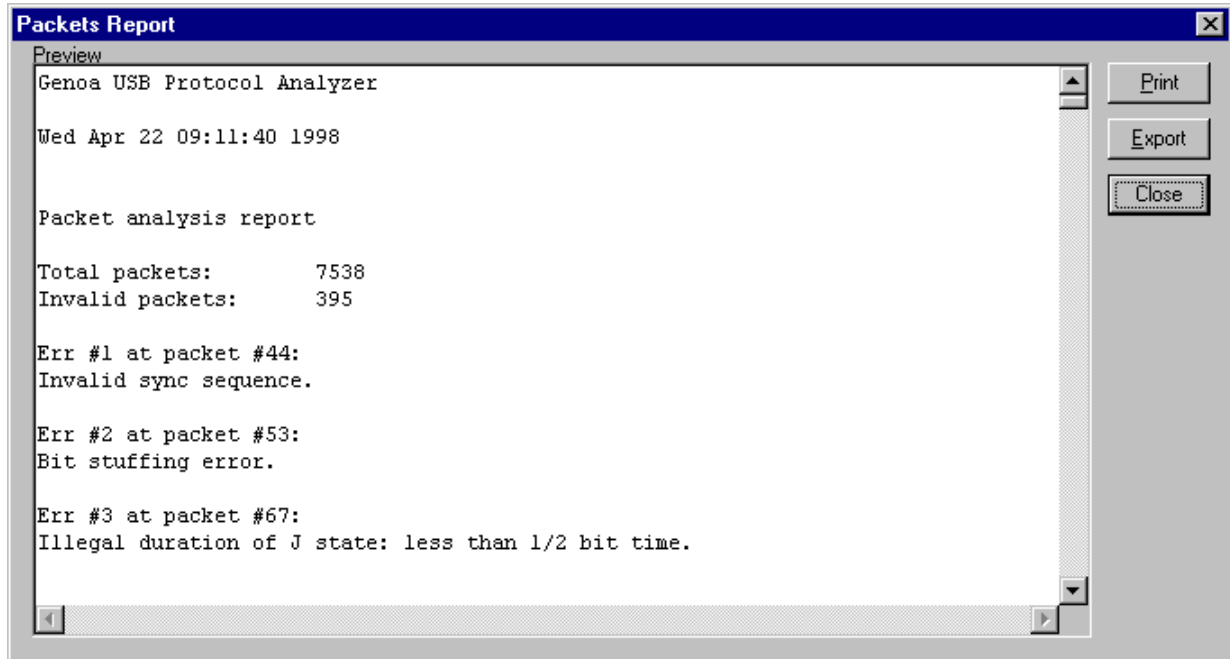 Packets Report
Preview
Genoa USB Protocol Analyzer
Wed Apr 22 09:11:40 1998
Packet analysis report
Total packets: 7538
Invalid packets: 395
Err #1 at packet #44:
Invalid sync sequence.
Err #2 at packet #53:
Bit stuffing error.
Err #3 at packet #67:
Illegal duration of J state: less than 1/2 bit time.
Print
Export
Close